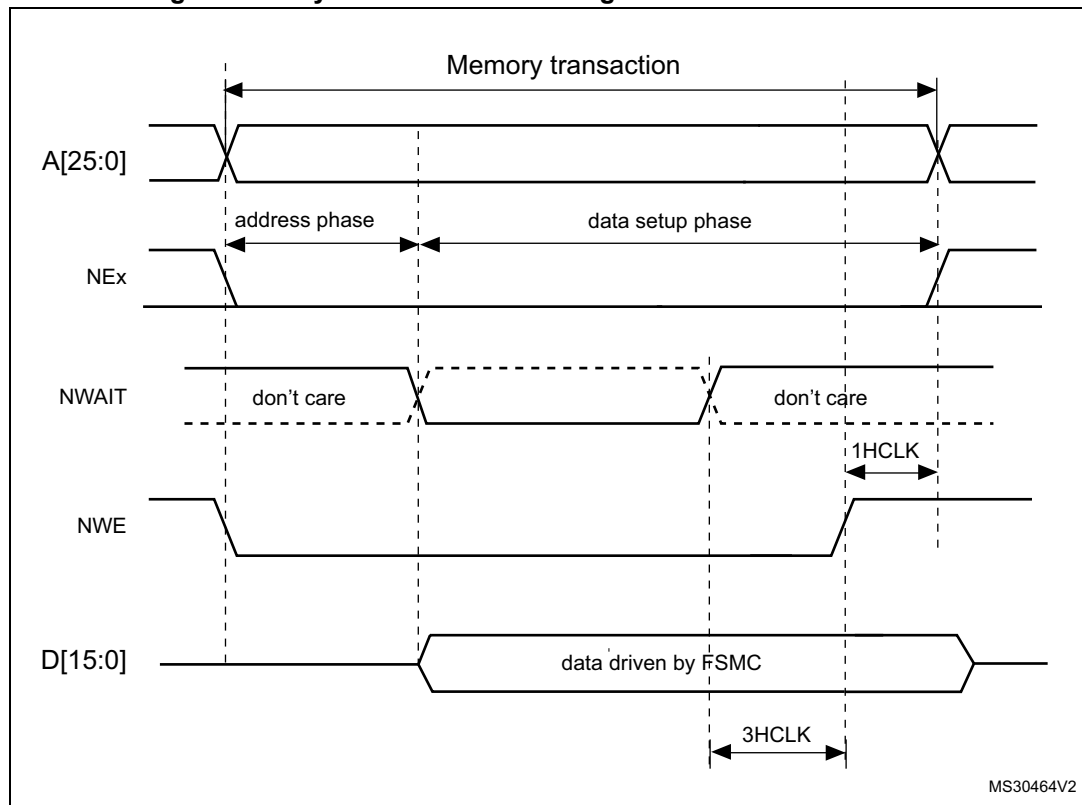 Memory transaction
A[25:0]
address phase
data setup phase
NEx
NWAIT
don't care
don't care
1HCLK
NWE
D[15:0]
data driven by FSMC
3HCLK
MS30464V2